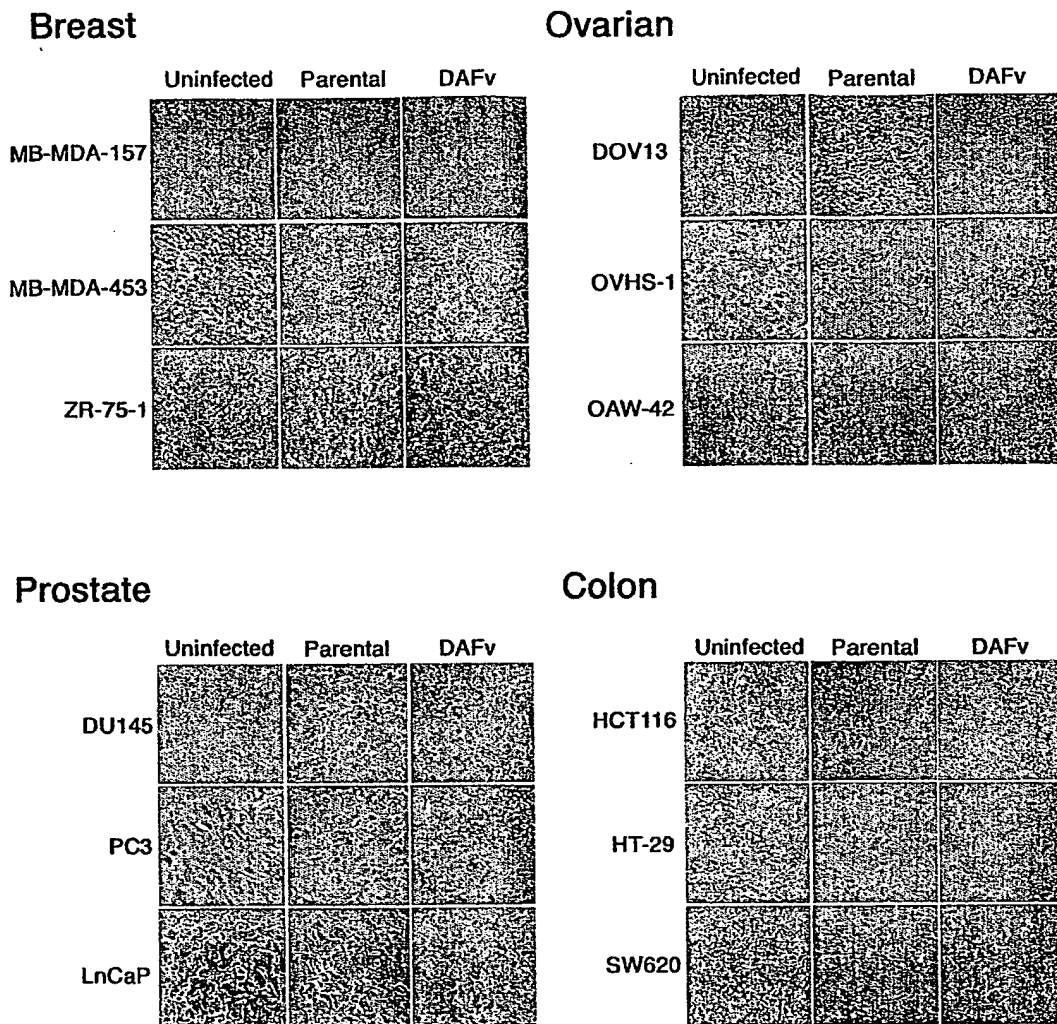 Breast
Uninfected Parental DAFv
MB-MDA-157
MB-MDA-453
ZR-75-1
Ovarian
Uninfected Parental DAFv
DOV13
OVHS-1
OAW-42
Prostate
Uninfected Parental DAFv
DU145
PC3
LnCaP
Colon
Uninfected Parental DAFv
HCT116
HT-29
SW620